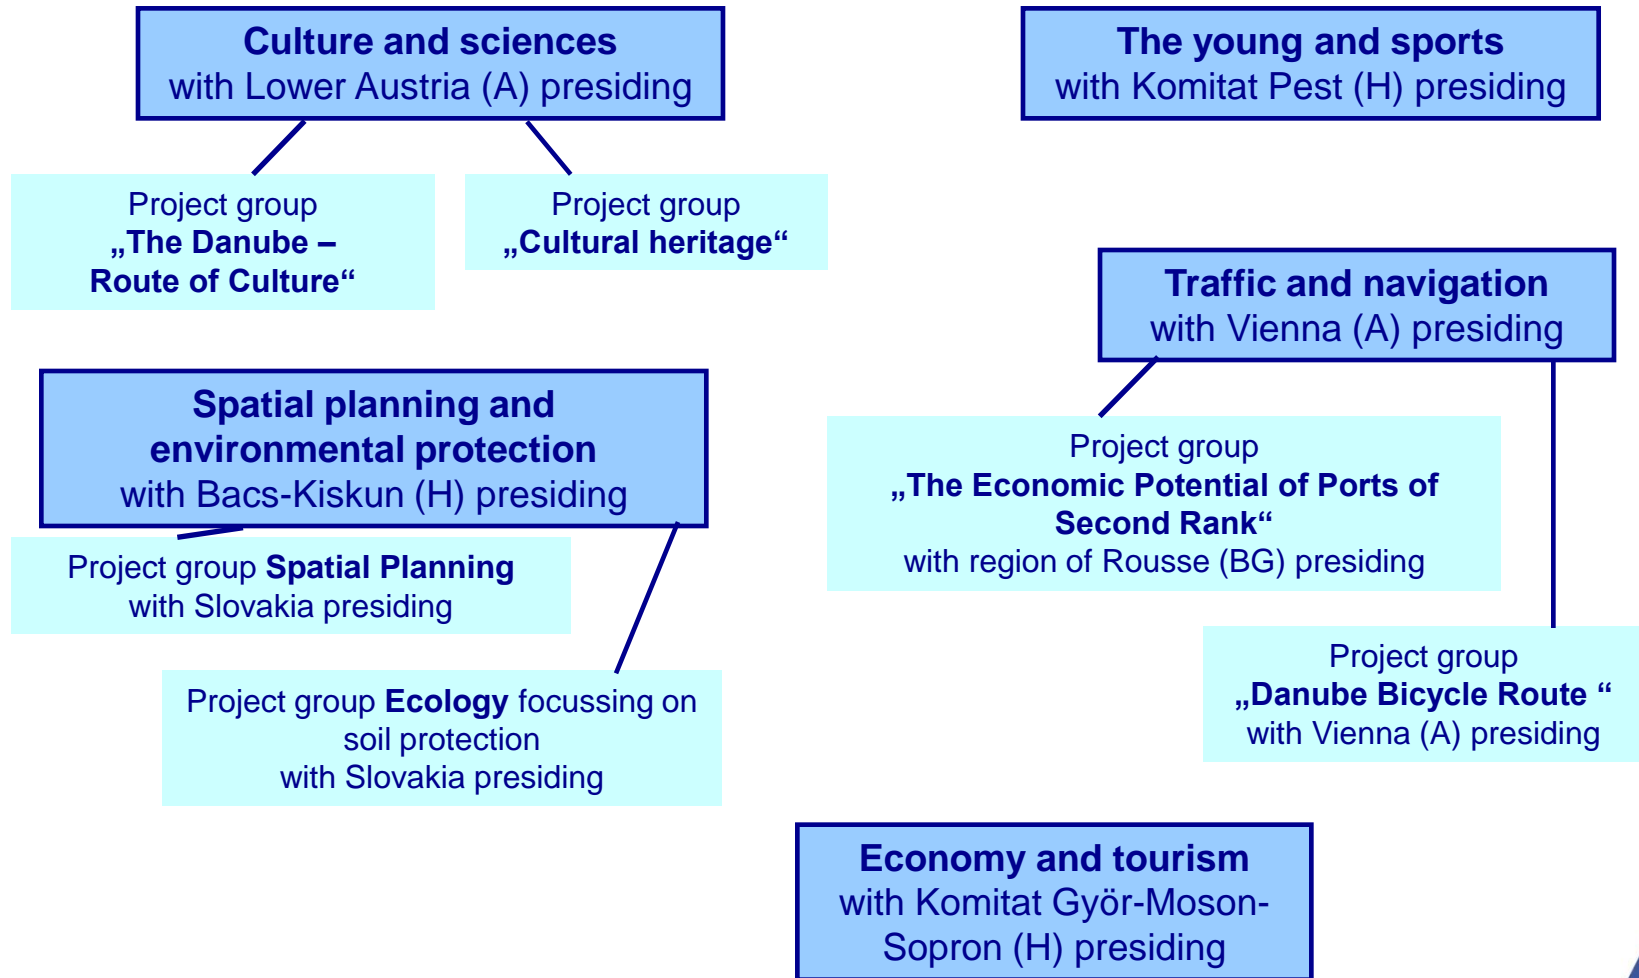 Culture and sciences
with Lower Austria (A) presiding
The young and sports
with Komitat Pest (H) presiding
Project group
„The Danube –
Route of Culture“
Project group
„Cultural heritage“
Traffic and navigation
with Vienna (A) presiding
Spatial planning and
environmental protection
with Bacs-Kiskun (H) presiding
Project group
„The Economic Potential of Ports of
Second Rank“
with region of Rousse (BG) presiding
Project group Spatial Planning
with Slovakia presiding
Project group
„Danube Bicycle Route “
with Vienna (A) presiding
Project group Ecology focussing on
soil protection
with Slovakia presiding
Economy and tourism
with Komitat Györ-Moson-
Sopron (H) presiding